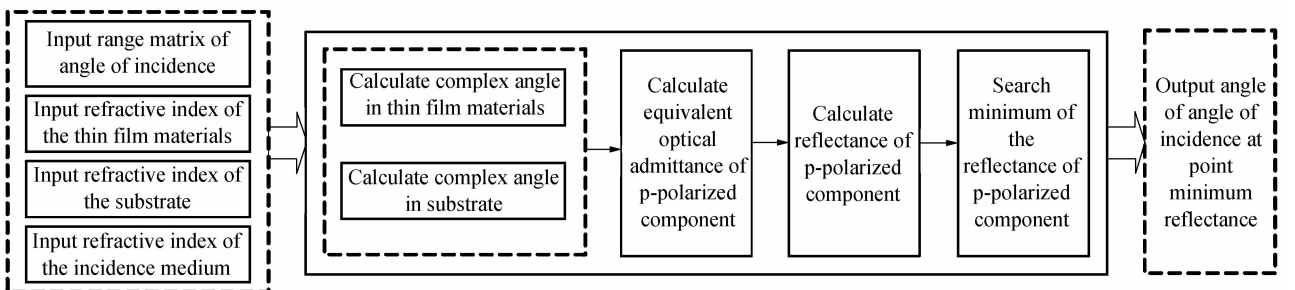 Input range matrix of
angle of incidence
Input refractive index of
the thin film materials
Input refractive index of
the substrate
Input refractive index of
the incidence medium
Calculate complex angle
in thin film materials
Calculate complex angle
in substrate
Calculate
equivalent
optical
admittance of
p-polarized
component
Calculate
reflectance of
p-polarized
component
Search
minimum of
the
reflectance of
p-polarized
component
Output angle
of angle of
incidence at
point
minimum
reflectance